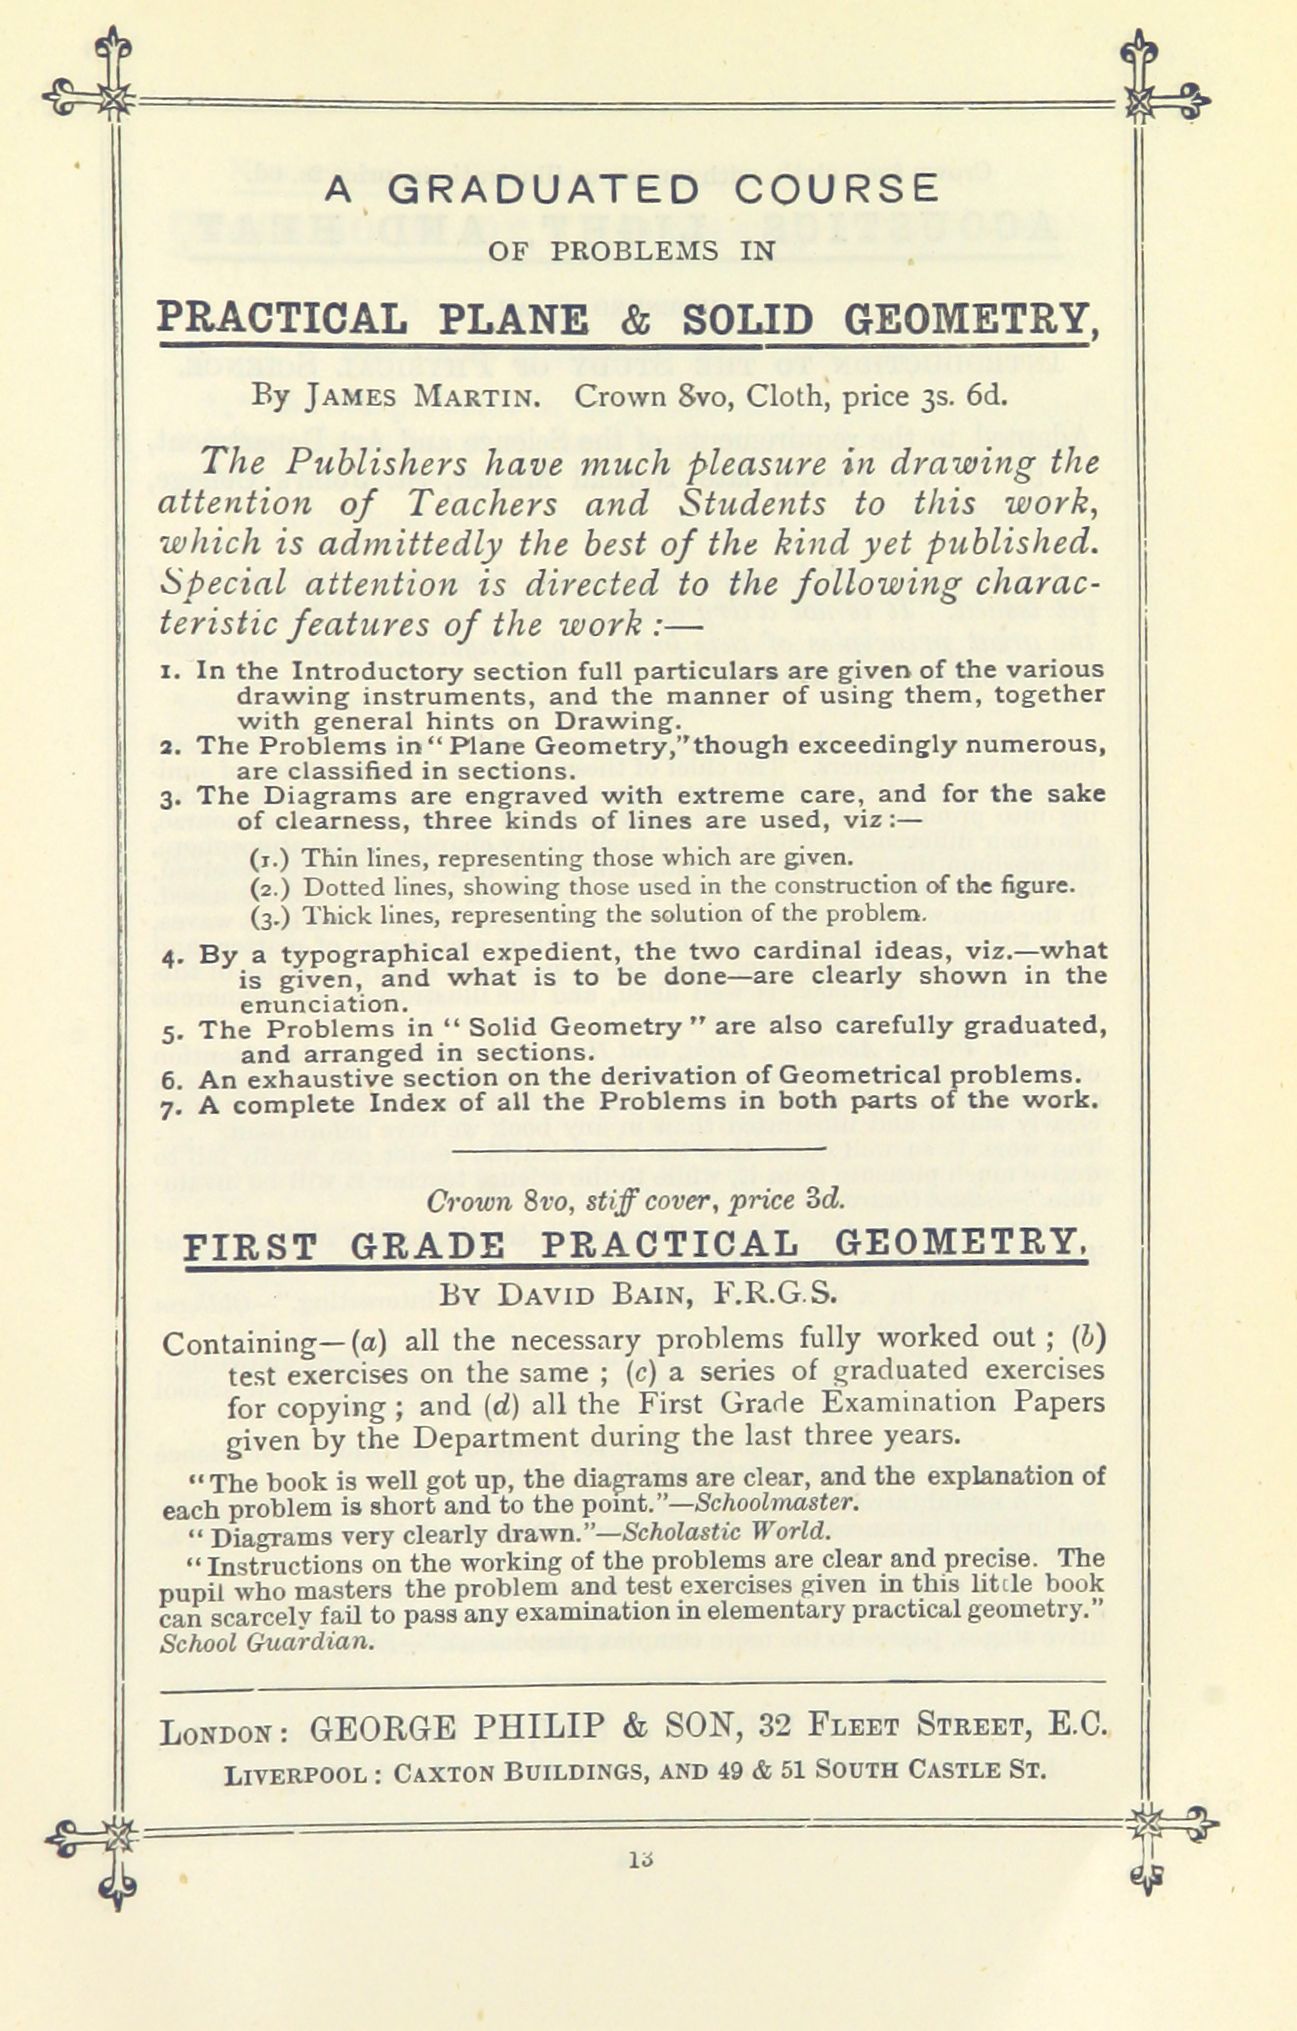 A GRADUATED COURSE
OF PROBLEMS IN
PRACTICAL PLANE & SOLID GEOMETRY,
By JAMES MARTIN. Crown 8vo, Cloth, price 3s. 6d.
The Publishers have much pleasure in drawing the
attention of Teachers and Students to this work,
which is admittedly the best of the kind yet published.
Special attention is directed to the following charac-
teristic features of the work :—
1. In the Introductory section full particulars are given of the various
drawing instruments, and the manner of using them, together
with general hints on Drawing.
2. The Problems in “ Plane Geometry,” though exceedingly numerous,
are classified in sections.
3. The Diagrams are engraved with extreme care, and for the sake
of clearness, three kinds of lines are used, viz :—
(1.) Thin lines, representing those which are given.
(2.) Dotted lines, showing those used in the construction of the figure.
(3.) Thick lines, representing the solution of the problem.
4. By a typographical expedient, the two cardinal ideas, viz.—what
is given, and what is to be done—are clearly shown in the
enunciation.
5. The Problems in “ Solid Geometry ” are also carefully graduated,
and arranged in sections.
6. An exhaustive section on the derivation of Geometrical problems.
7. A complete Index of all the Problems in both parts of the work.
Crown 8vo, stiff cover, price 3d.
FIRST GRADE PRACTICAL GEOMETRY.
BY DAVID BAIN, F.R.G.S.
Containing—(a) all the necessary problems fully worked out ; (b)
test exercises on the same ; (c) a series of graduated exercises
for copying ; and (d) all the First Grade Examination Papers
given by the Department during the last three years.
“The book is well got up, the diagrams are clear, and the explanation of
each problem is short and to the point.”—Schoolmaster.
“ Diagrams very clearly drawn.”—Scholastic World.
“Instructions on the working of the problems are clear and precise. The
pupil who masters the problem and test exercises given in this little book
can scarcely fail to pass any examination in elementary practical geometry.”
School Guardian.
LONDON : GEORGE PHILIP & SON, 32 FLEET STREET, E.C.
LIVERPOOL : CAXTON BUILDINGS, AND 49 & 51 SOUTH CASTLE ST.
13